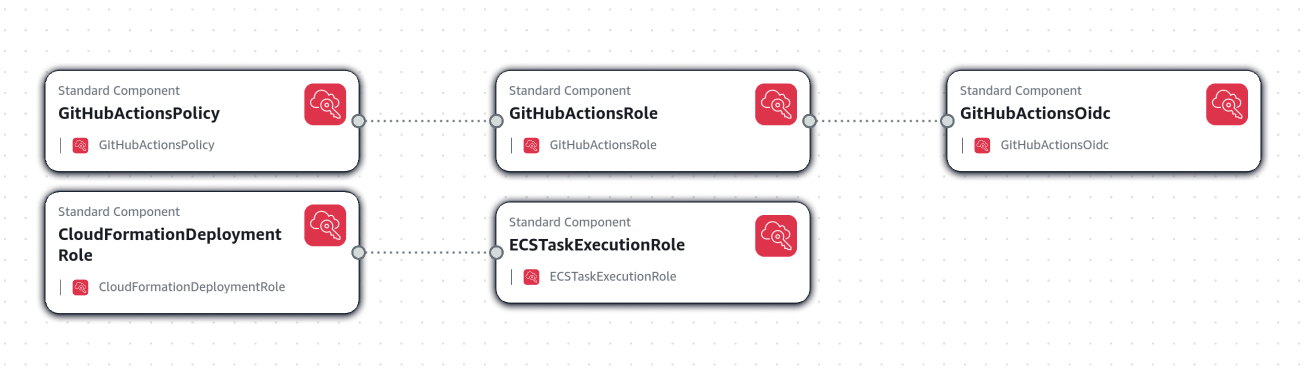 Standard Component
GitHubActionsPolicy
GitHubActionsPolicy
Standard Component
GitHubActionsRole
GitHubActionsRole
Standard Component
GitHubActionsOidc
GitHubActionsOidc
Standard Component
CloudFormationDeployment
Role
CloudFormationDeploymentRole
Standard Component
ECSTaskExecutionRole
ECSTaskExecutionRole